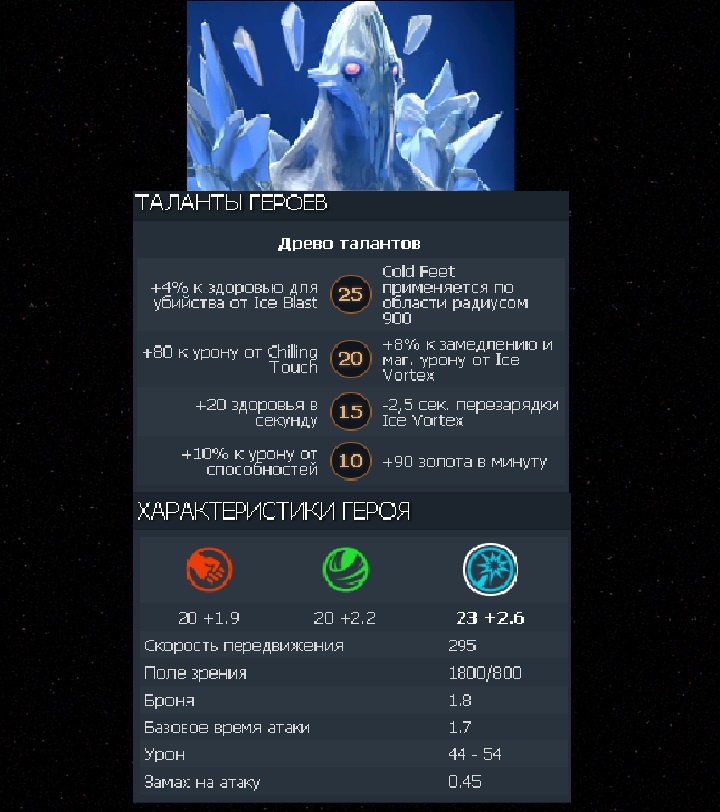 ТАЛАНТЫ ГЕРОЕВ
Древо талантов
+4% к здоровью для
убийства от Ice Blast
25
Cold Feet
применяется по
области радиусом
900
+80 к урону от Chilling
Touch
20
+8% к замедлению и
маг. урону от Ice
Vortex
+20 здоровья в
секунду
15
-2,5 сек. перезарядки
Ice Vortex
+10% к урону от
способностей
10
+90 золота в минуту
ХАРАКТЕРИСТИКИ ГЕРОЯ
20 +1.9 20 +2.2 23 +2.6
Скорость передвижения 295
Поле зрения 1800/800
Броня 1.8
Базовое время атаки 1.7
Урон 44 - 54
Замах на атаку 0.45